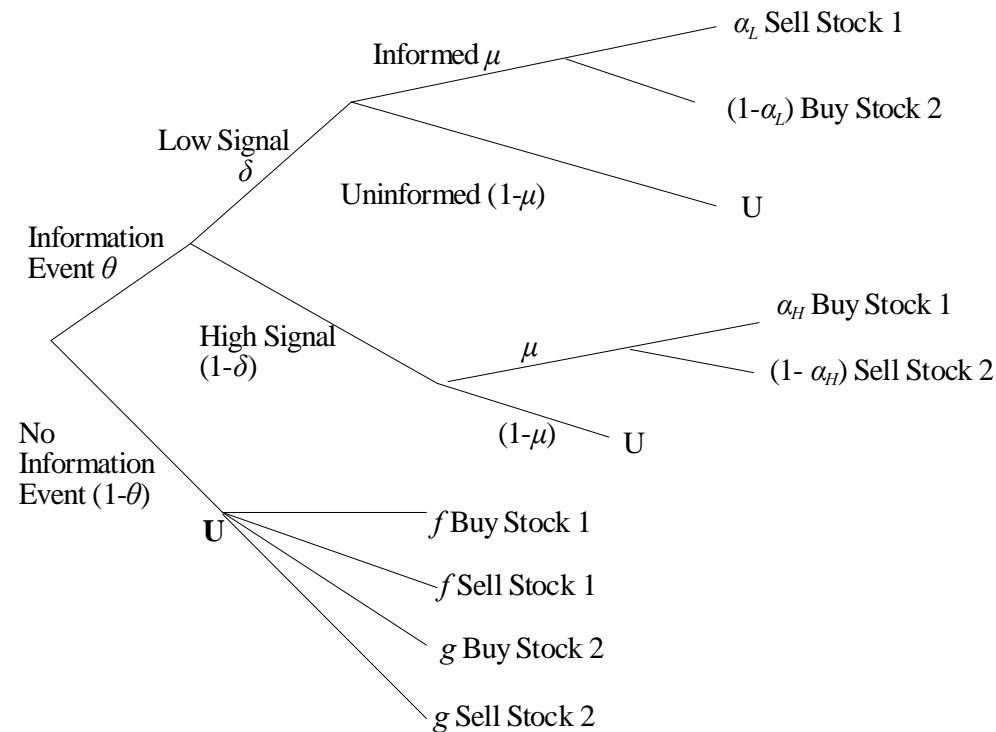 α_L Sell Stock 1
Informed μ
(1-α_L) Buy Stock 2
Low Signal
δ
Uninformed (1-μ)
U
Information
Event θ
α_H Buy Stock 1
High Signal
(1-δ)
μ
(1- α_H) Sell Stock 2
(1-μ)
U
No
Information
Event (1-θ)
U
f Buy Stock 1
f Sell Stock 1
g Buy Stock 2
g Sell Stock 2